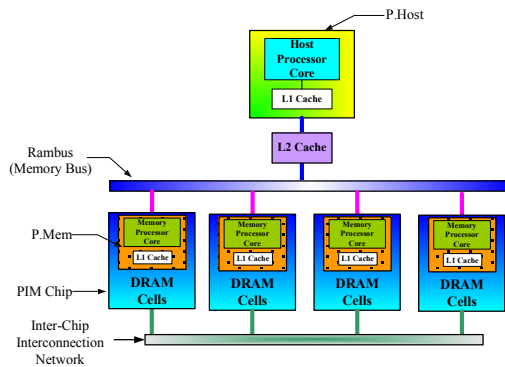 P.Host
Host
Processor
Core
L1 Cache
L2 Cache
Rambus
(Memory Bus)
P.Mem
PIM Chip
Inter-Chip
Interconnection
Network
Memory
Processor
Core
L1 Cache
DRAM
Cells
Memory
Processor
Core
L1 Cache
DRAM
Cells
Memory
Processor
Core
L1 Cache
DRAM
Cells
Memory
Processor
Core
L1 Cache
DRAM
Cells